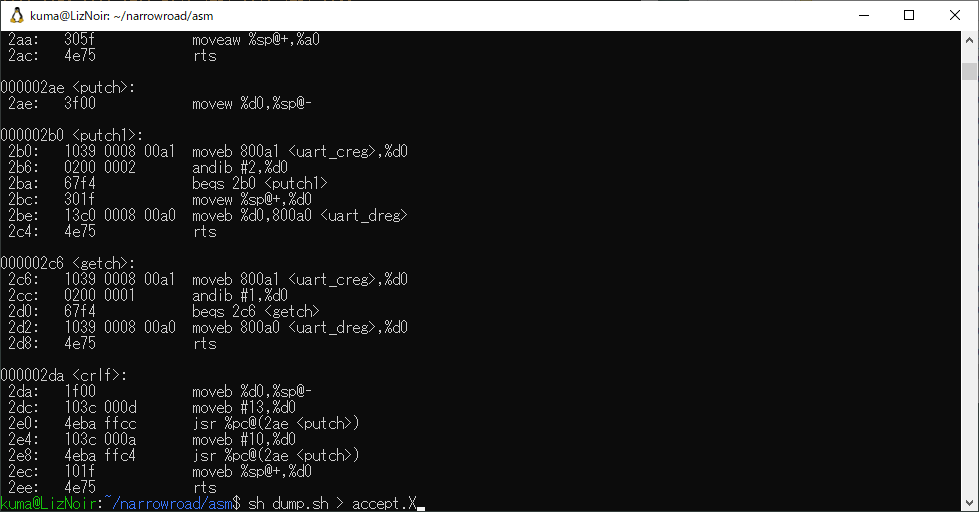 kuma@LizNoir: ~/narrowroad/asm
2aa: 305f moveaw %sp@+,%a0
2ac: 4e75 rts
000002ae <putch>:
2ae: 3f00 movew %d0,%sp@-
000002b0 <putch1>:
2b0: 1039 0008 00a1 moveb 800a1 <uart_creg>,%d0
2b6: 0200 0002 andib #2,%d0
2ba: 67f4 beqs 2b0 <putch1>
2bc: 301f movew %sp@+,%d0
2be: 13c0 0008 00a0 moveb %d0,800a0 <uart_dreg>
2c4: 4e75 rts
000002c6 <getch>:
2c6: 1039 0008 00a1 moveb 800a1 <uart_creg>,%d0
2cc: 0200 0001 andib #1,%d0
2d0: 67f4 beqs 2c6 <getch>
2d2: 1039 0008 00a0 moveb 800a0 <uart_dreg>,%d0
2d8: 4e75 rts
000002da <crlf>:
2da: 1f00 moveb %d0,%sp@-
2dc: 103c 000d moveb #13,%d0
2e0: 4eba ffcc jsr %pc@(2ae <putch>)
2e4: 103c 000a moveb #10,%d0
2e8: 4eba ffc4 jsr %pc@(2ae <putch>)
2ec: 101f moveb %sp@+,%d0
2ee: 4e75 rts
kuma@LizNoir:~/narrowroad/asm$ sh dump.sh > accept.X